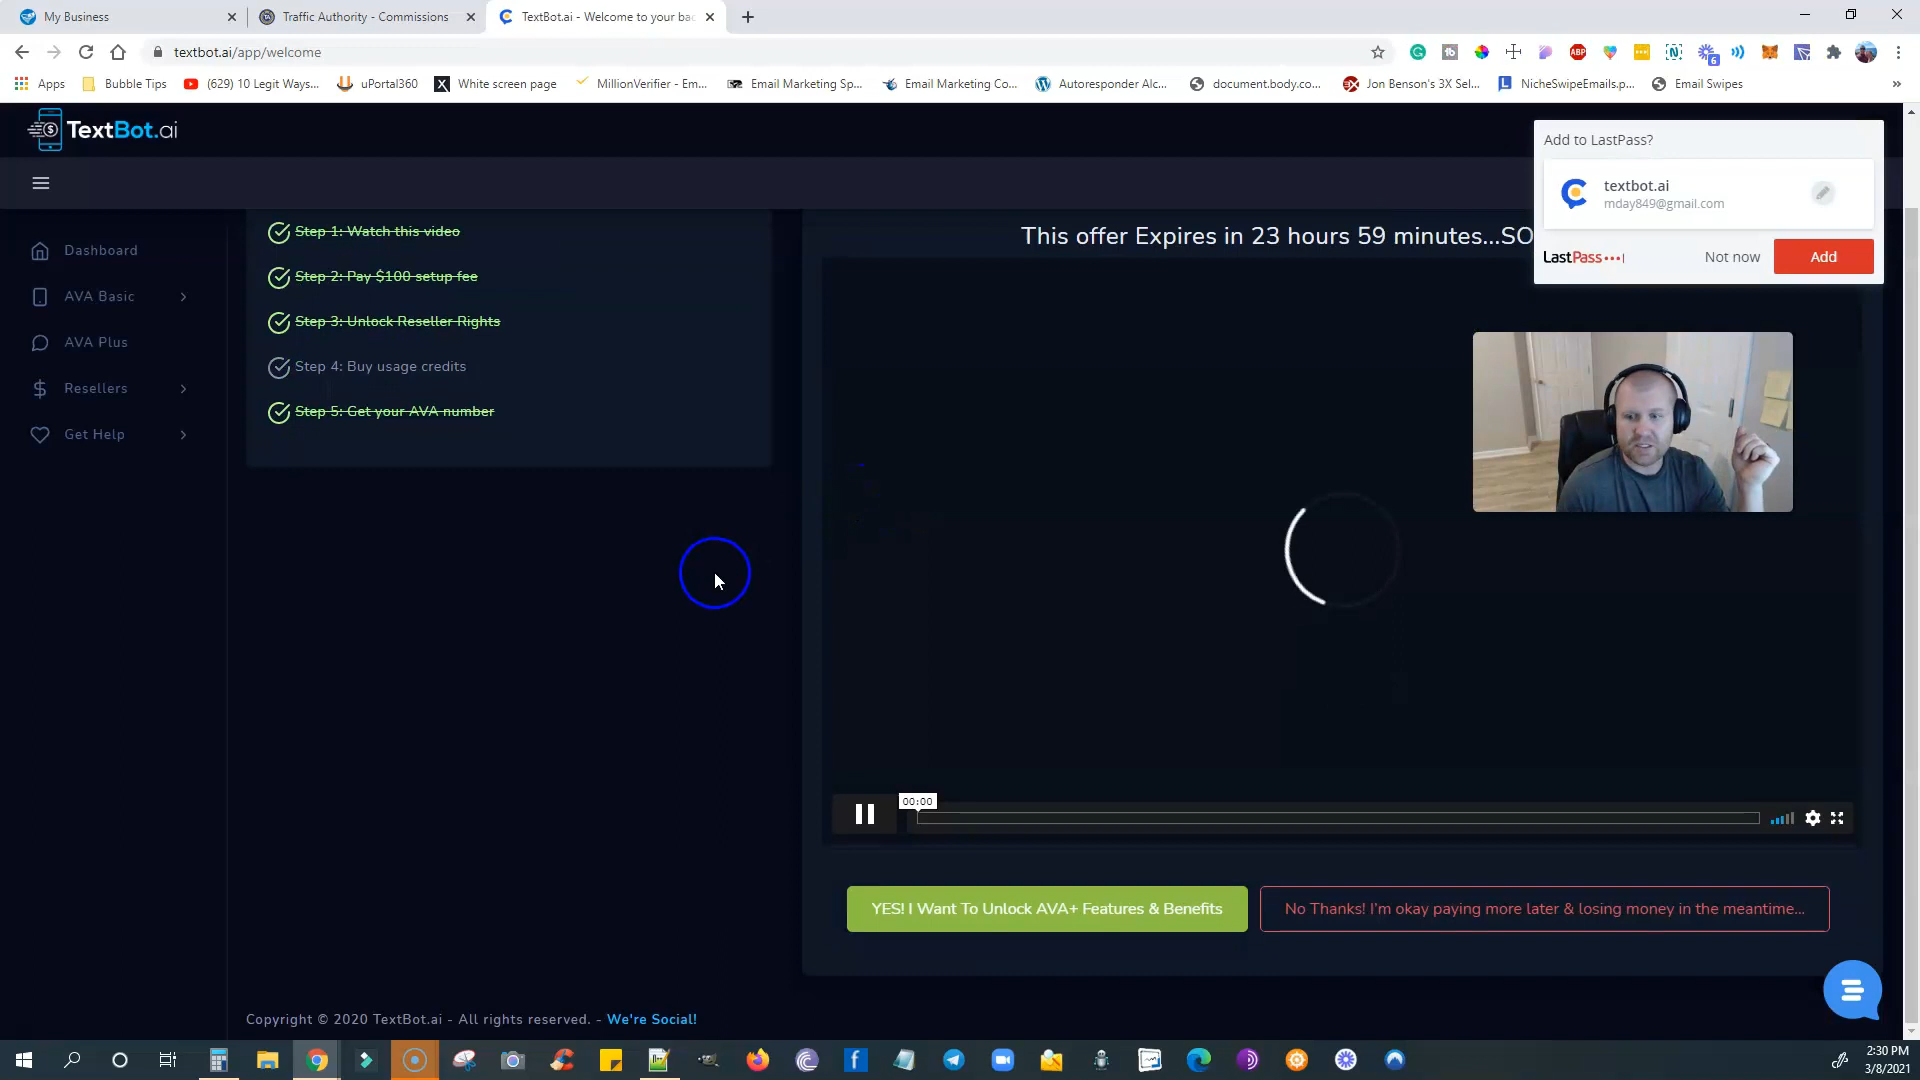 My Business
Traffic Authority - Commissions
TextBot.ai - Welcome to your bac
textbot.ai/app/welcome
6
Apps
Bubble Tips
(629) 10 Legit Ways...
uPortal360
White screen page
MillionVerifier - Em...
Email Marketing Sp...
Email Marketing Co...
Autoresponder Alc...
document.body.co...
Jon Benson's 3X Sel...
NicheSwipeEmails.p...
Email Swipes
»
TextBot.ai
Add to LastPass?
textbot.ai
mday849@gmail.com
LastPass
Not now
Add
Dashboard
AVA Basic
AVA Plus
Resellers
Get Help
Step 1: Watch this video
Step 2: Pay $100 setup fee
Step 3: Unlock Reseller Rights
Step 4: Buy usage credits
Step 5: Get your AVA number
This offer Expires in 23 hours 59 minutes...SO
00:00
YES! I Want To Unlock AVA+ Features & Benefits
No Thanks! I'm okay paying more later & losing money in the meantime...
Copyright © 2020 TextBot.ai - All rights reserved. - We're Social!
2:30 PM
3/8/2021